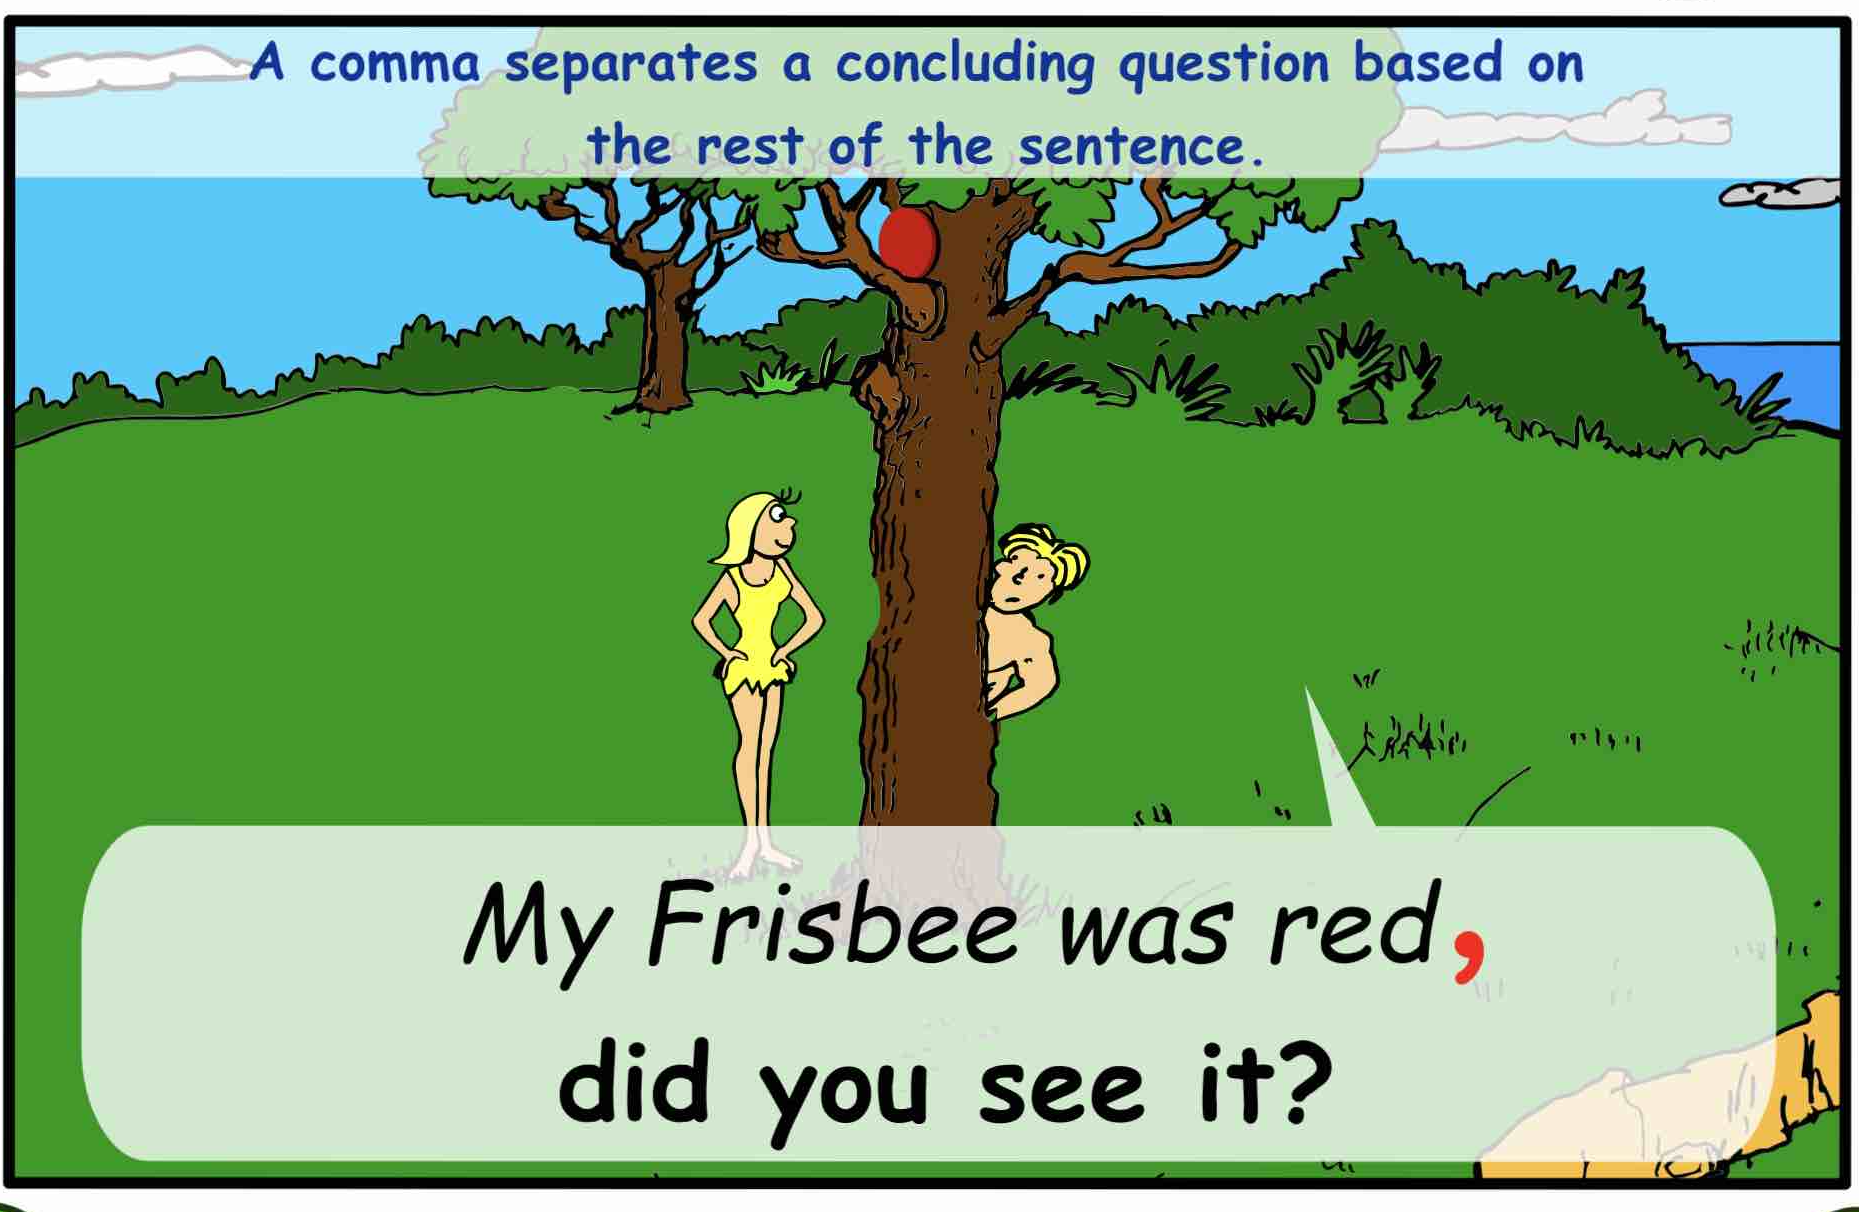 A comma separates a concluding question based on
the rest of the sentence.
My Frisbee was red,
did you see it?